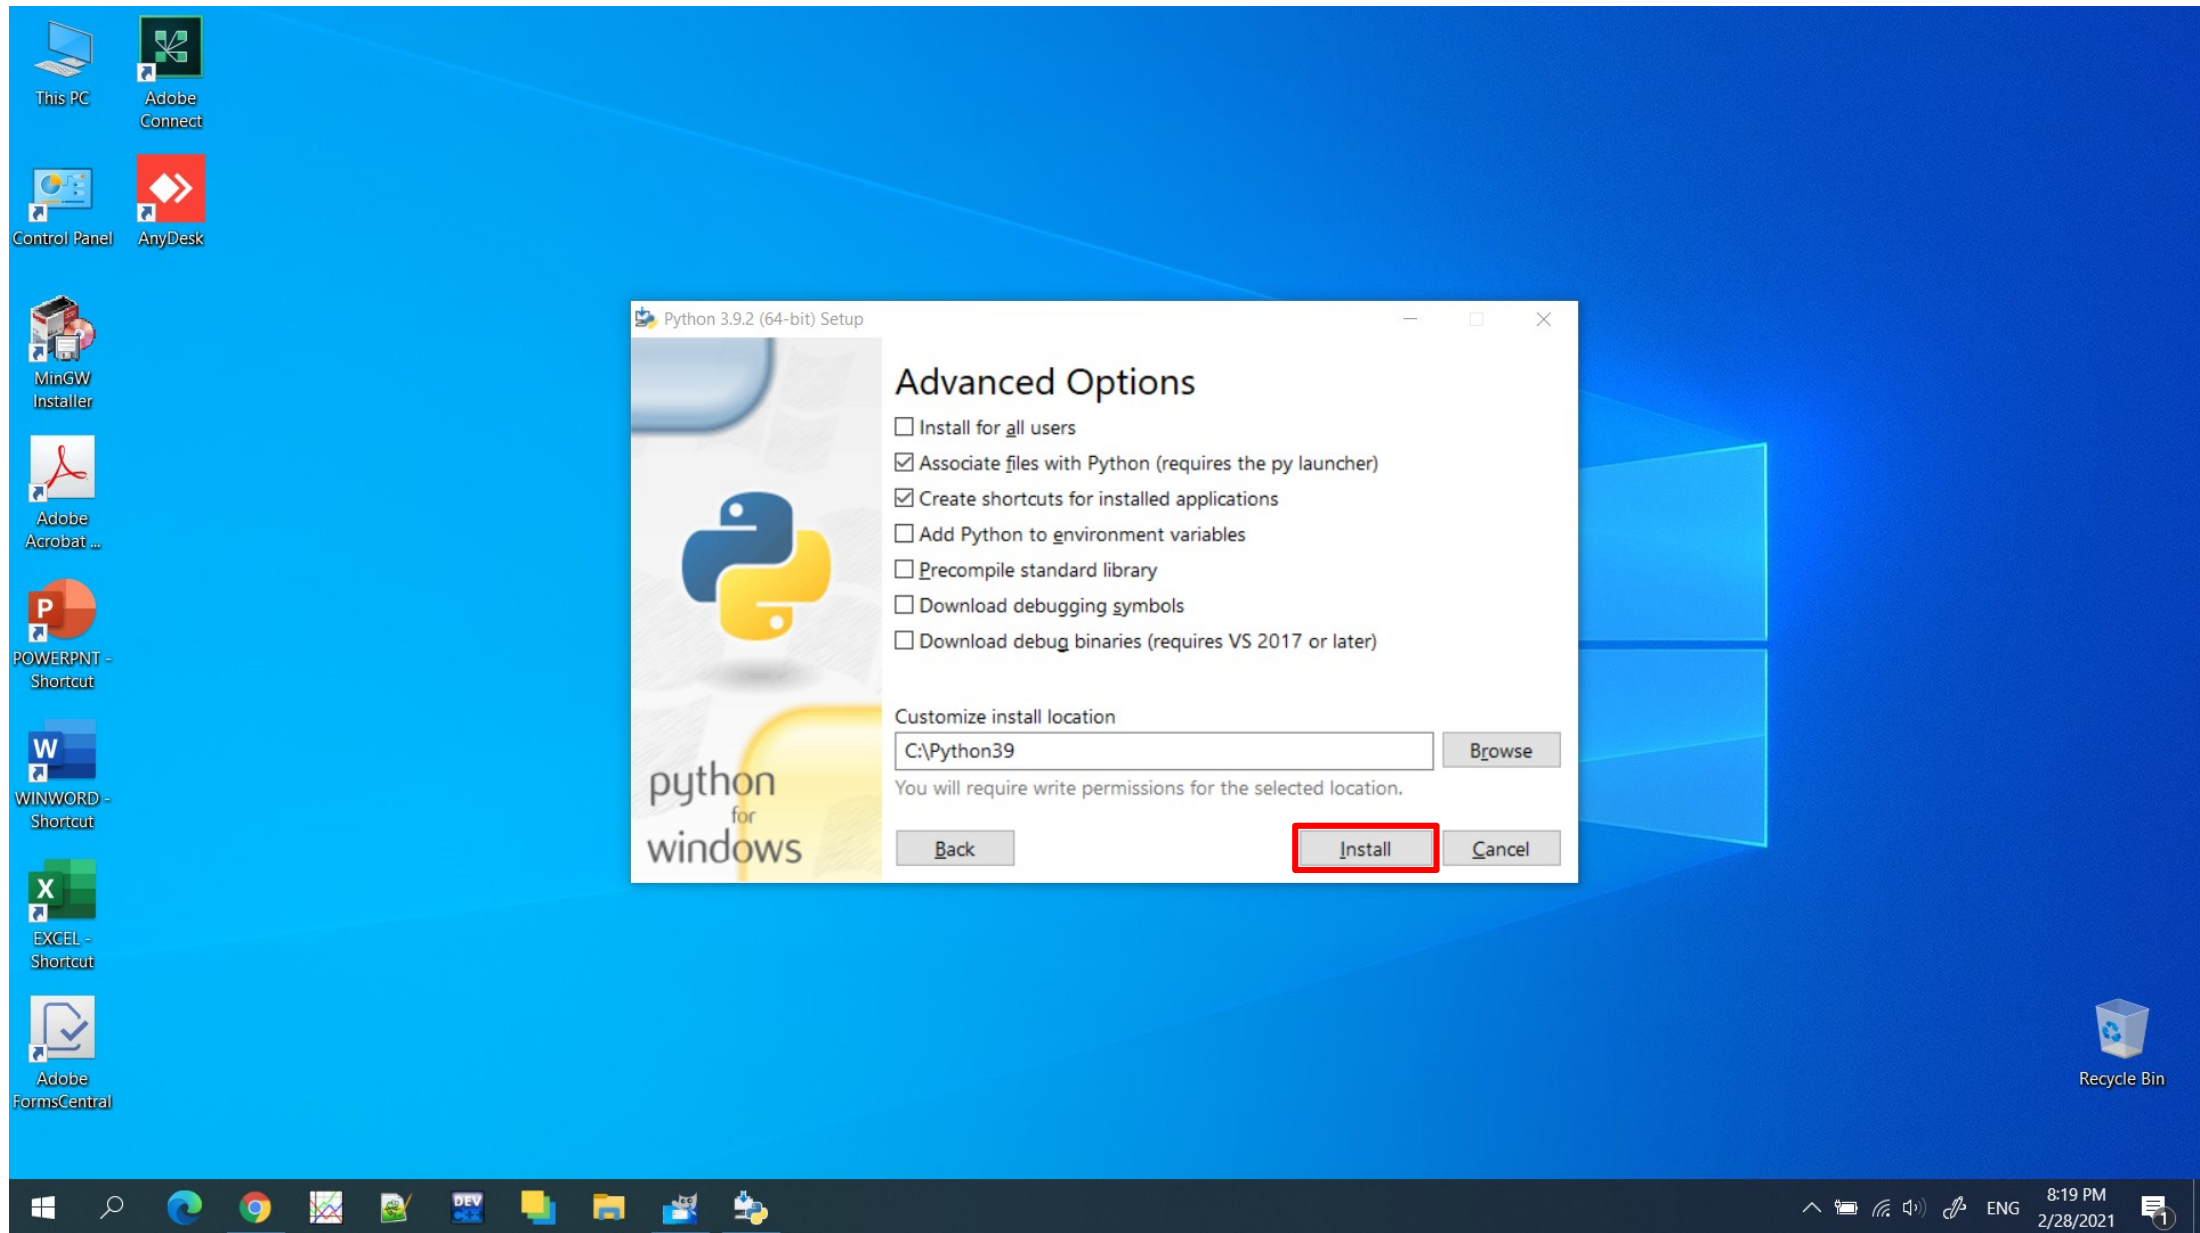 This PC
Adobe
Connect
Control Panel
AnyDesk
MinGW
Installer
Adobe
Acrobat ...
POWERPNT -
Shortcut
WINWORD -
Shortcut
EXCEL -
Shortcut
Adobe
FormsCentral
Python 3.9.2 (64-bit) Setup
Advanced Options
Install for all users
Associate files with Python (requires the py launcher)
Create shortcuts for installed applications
Add Python to environment variables
Precompile standard library
Download debugging symbols
Download debug binaries (requires VS 2017 or later)
Customize install location
C:\Python39
Browse
You will require write permissions for the selected location.
python
for
windows
Back
Install
Cancel
Recycle Bin
DEV
C++
ENG
8:19 PM
2/28/2021
1